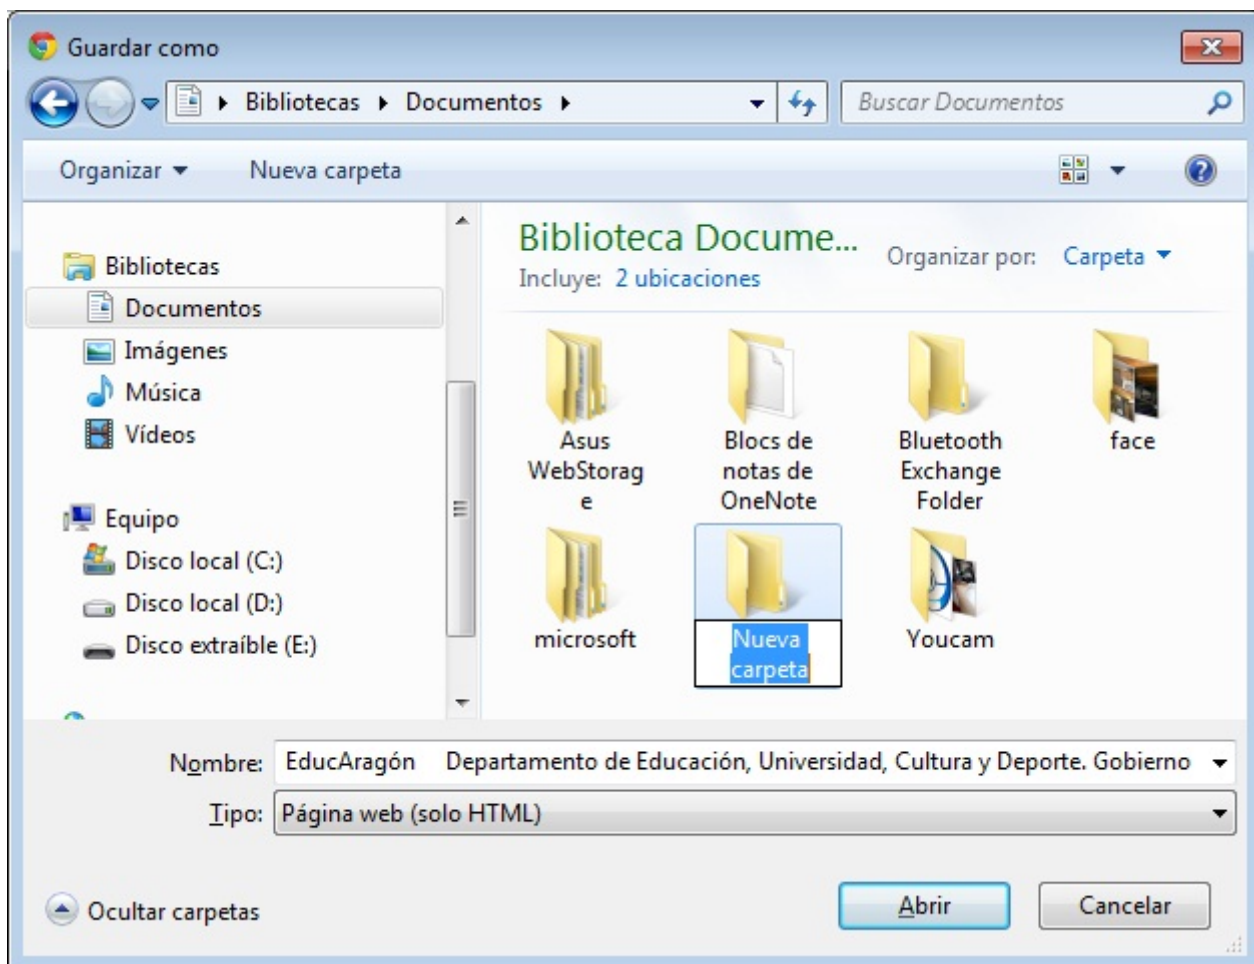 Guardar como
Bibliotecas Documentos
Buscar Documentos
Organizar
Nueva carpeta
Bibliotecas
Documentos
Imágenes
Música
Vídeos
Equipo
Disco local (C:)
Disco local (D:)
Disco extraíble (E:)
Biblioteca Docume...
Incluye: 2 ubicaciones
Organizar por: Carpeta
Asus
WebStorag
e
Blocs de
notas de
OneNote
Bluetooth
Exchange
Folder
face
microsoft
Nueva
carpeta
Youcam
Nombre: EducAragón Departamento de Educación, Universidad, Cultura y Deporte. Gobierno
Tipo: Página web (solo HTML)
Ocultar carpetas
Abrir
Cancelar